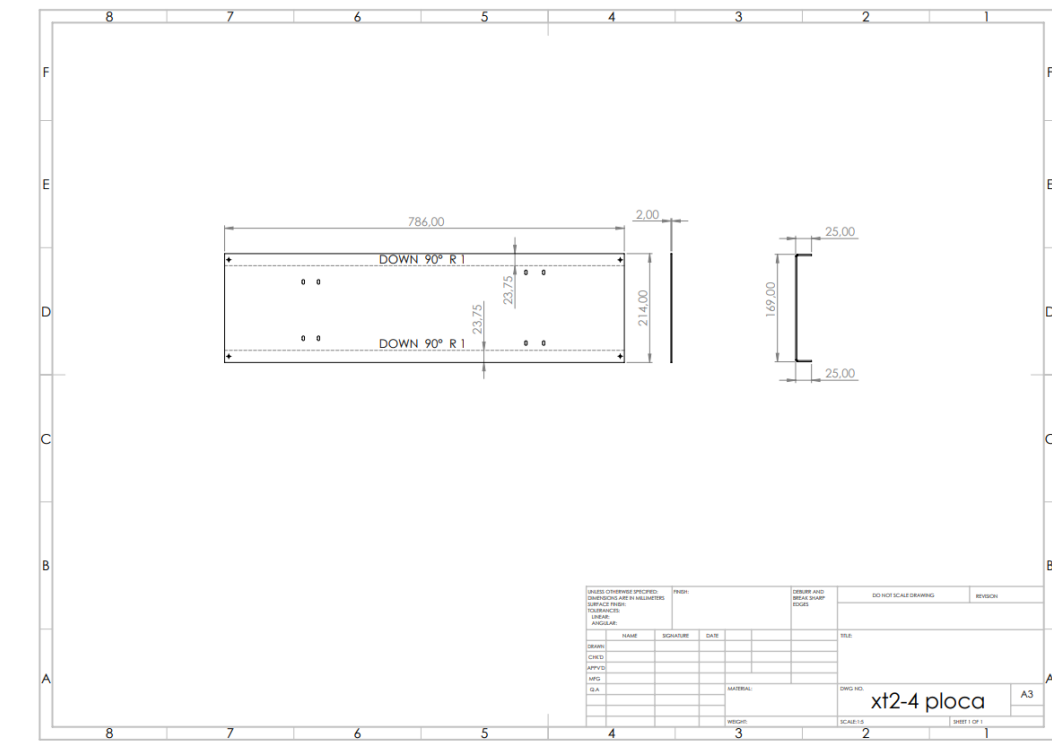 8 7 6 5 4 3 2 1
F F
E E
D D
C C
B B
A A
786,00
2,00
25,00
DOWN 90° R 1
23,75
214,00
169,00
23,75
DOWN 90° R 1
25,00
UNLESS OTHERWISE SPECIFIED:
DIMENSIONS ARE IN MILLIMETERS
SURFACE FINISH:
TOLERANCES:
LINEAR:
ANGULAR:
FINISH:
DEBURR AND
BREAK SHARP
EDGES
DO NOT SCALE DRAWING
REVISION
NAME SIGNATURE DATE
TITLE:
DRAWN
CHK'D
APPV'D
MFG
Q.A
MATERIAL:
DWG NO.
xt2-4 ploca
A3
WEIGHT:
SCALE:1:5
SHEET 1 OF 1
8 7 6 5 4 3 2 1